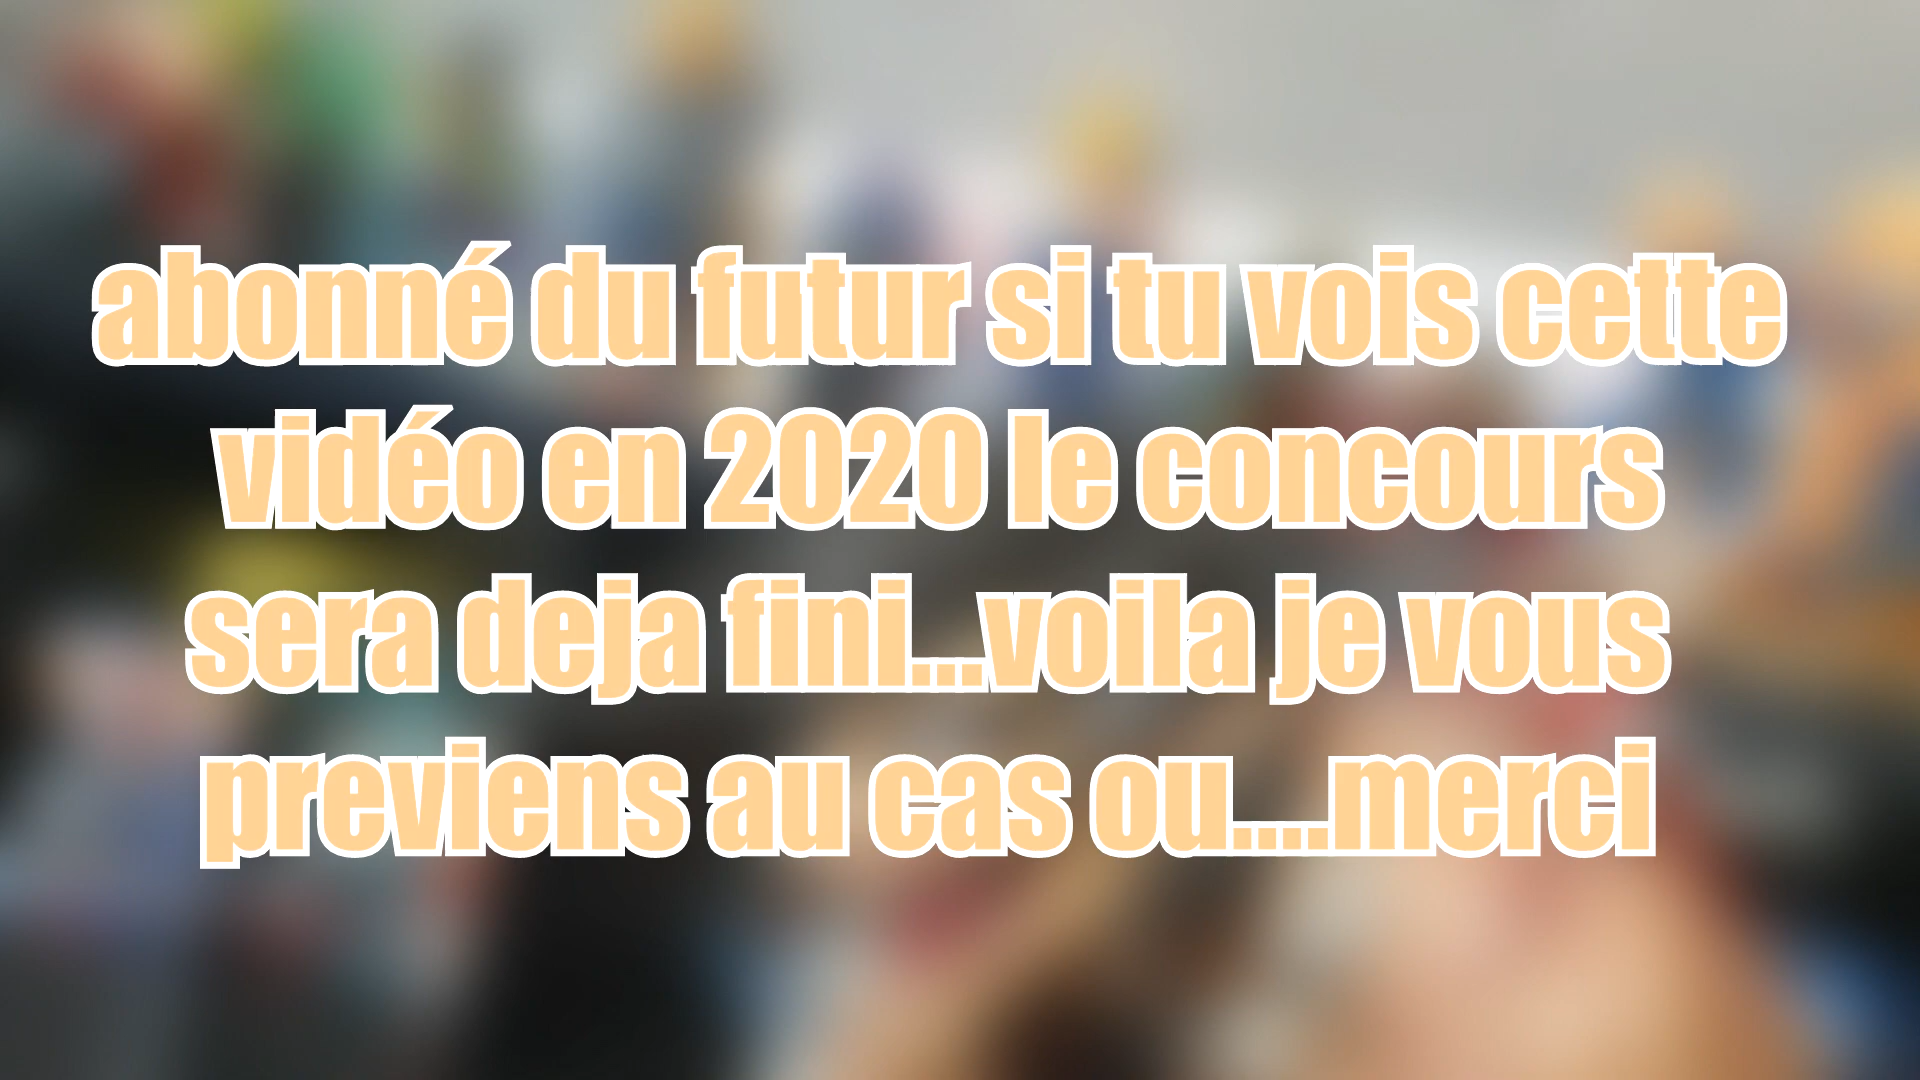 abonné du futur si tu vois cette
vidéo en 2020 le concours
sera deja fini...voila je vous
previens au cas ou....merci